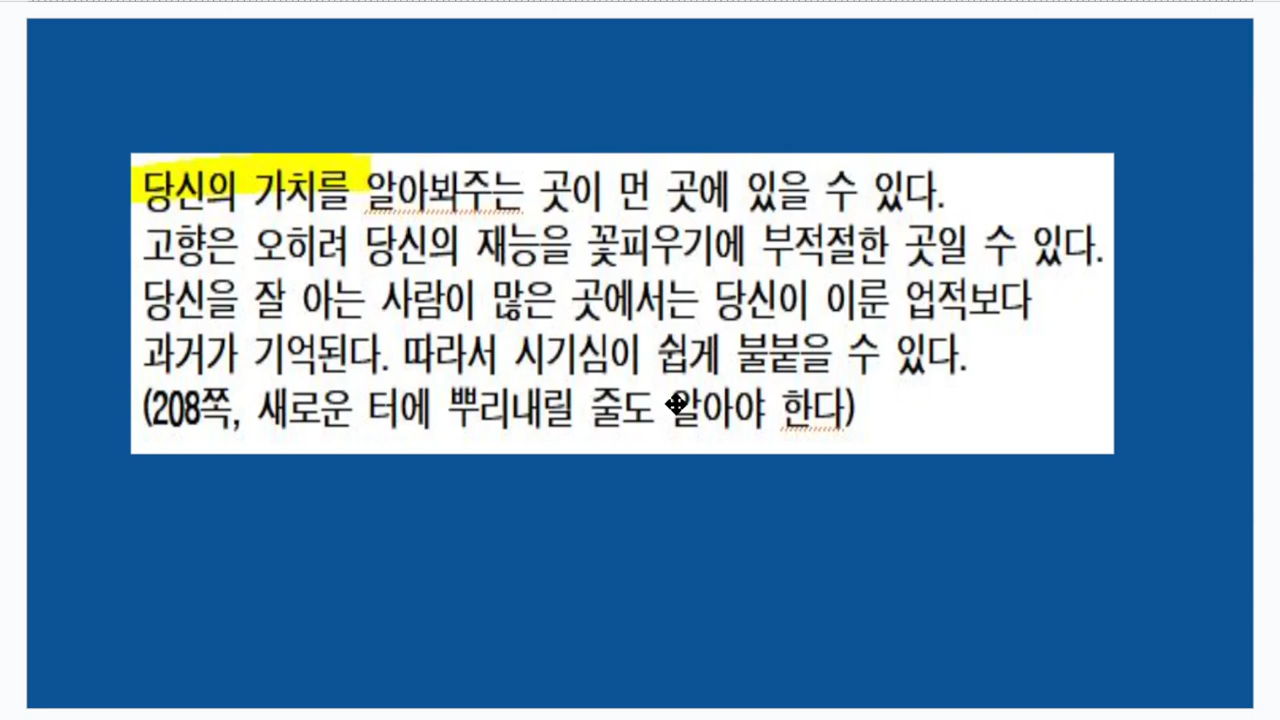 당신의 가치를 알아봐주는 곳이 먼 곳에 있을 수 있다.
고향은 오히려 당신의 재능을 꽃피우기에 부적절한 곳일 수 있다.
당신을 잘 아는 사람이 많은 곳에서는 당신이 이룬 업적보다
과거가 기억된다. 따라서 시기심이 쉽게 불붙을 수 있다.
(208쪽, 새로운 터에 뿌리내릴 줄도 알아야 한다)